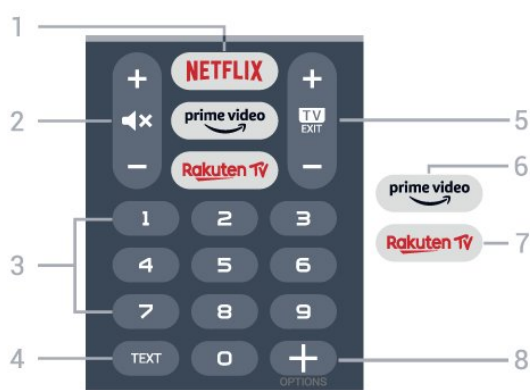 1
+ NETFLIX +
2 prime video TV EXIT 5
- Rakuten TV -
6
prime video
1 2 3
Rakuten TV 7
3
4 5 6
7 8 9
4 TEXT 0 + 8
OPTIONS